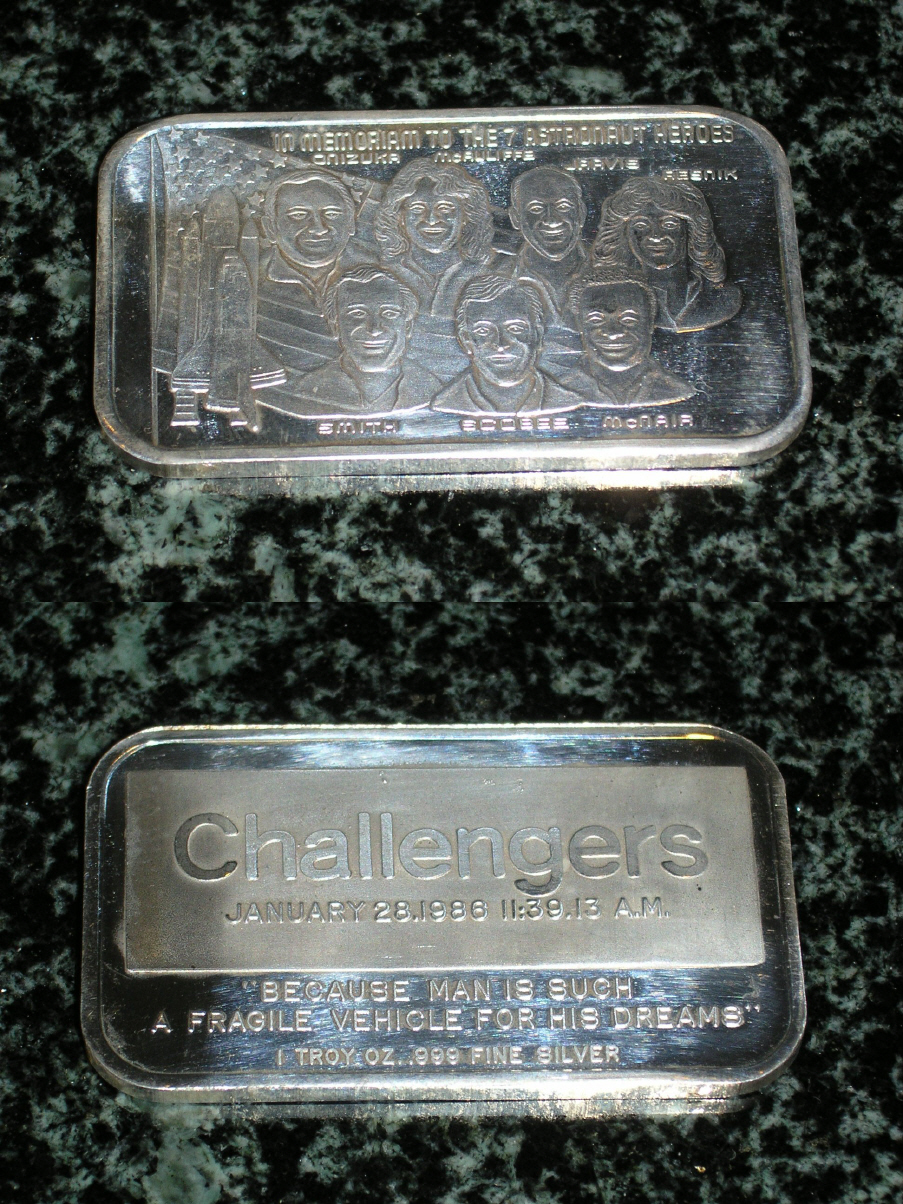 IN MEMORIAM TO THE 7 ASTRONAUT HEROES
ONIZUKA McAULIFFE JARVIS RESNIK
SMITH SCOBEE McNAIR
Challengers
JANUARY 28.1986 11:39.13 A.M.
"BECAUSE MAN IS SUCH
A FRAGILE VEHICLE FOR HIS DREAMS"
1 TROY OZ. .999 FINE SILVER